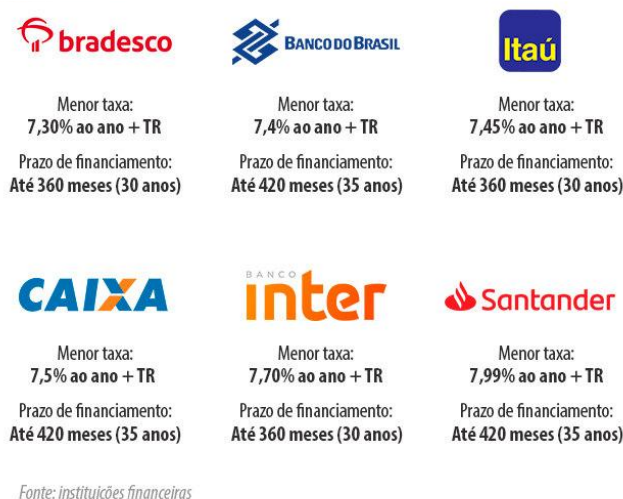 bradesco
Menor taxa:
7,30% ao ano + TR
Prazo de financiamento:
Até 360 meses (30 anos)
BANCO DO BRASIL
Menor taxa:
7,4% ao ano + TR
Prazo de financiamento:
Até 420 meses (35 anos)
Itaú
Menor taxa:
7,45% ao ano + TR
Prazo de financiamento:
Até 360 meses (30 anos)
CAIXA
Menor taxa:
7,5% ao ano + TR
Prazo de financiamento:
Até 420 meses (35 anos)
BANCO
inter
Menor taxa:
7,70% ao ano + TR
Prazo de financiamento:
Até 360 meses (30 anos)
Santander
Menor taxa:
7,99% ao ano + TR
Prazo de financiamento:
Até 420 meses (35 anos)
Fonte: instituições financeiras